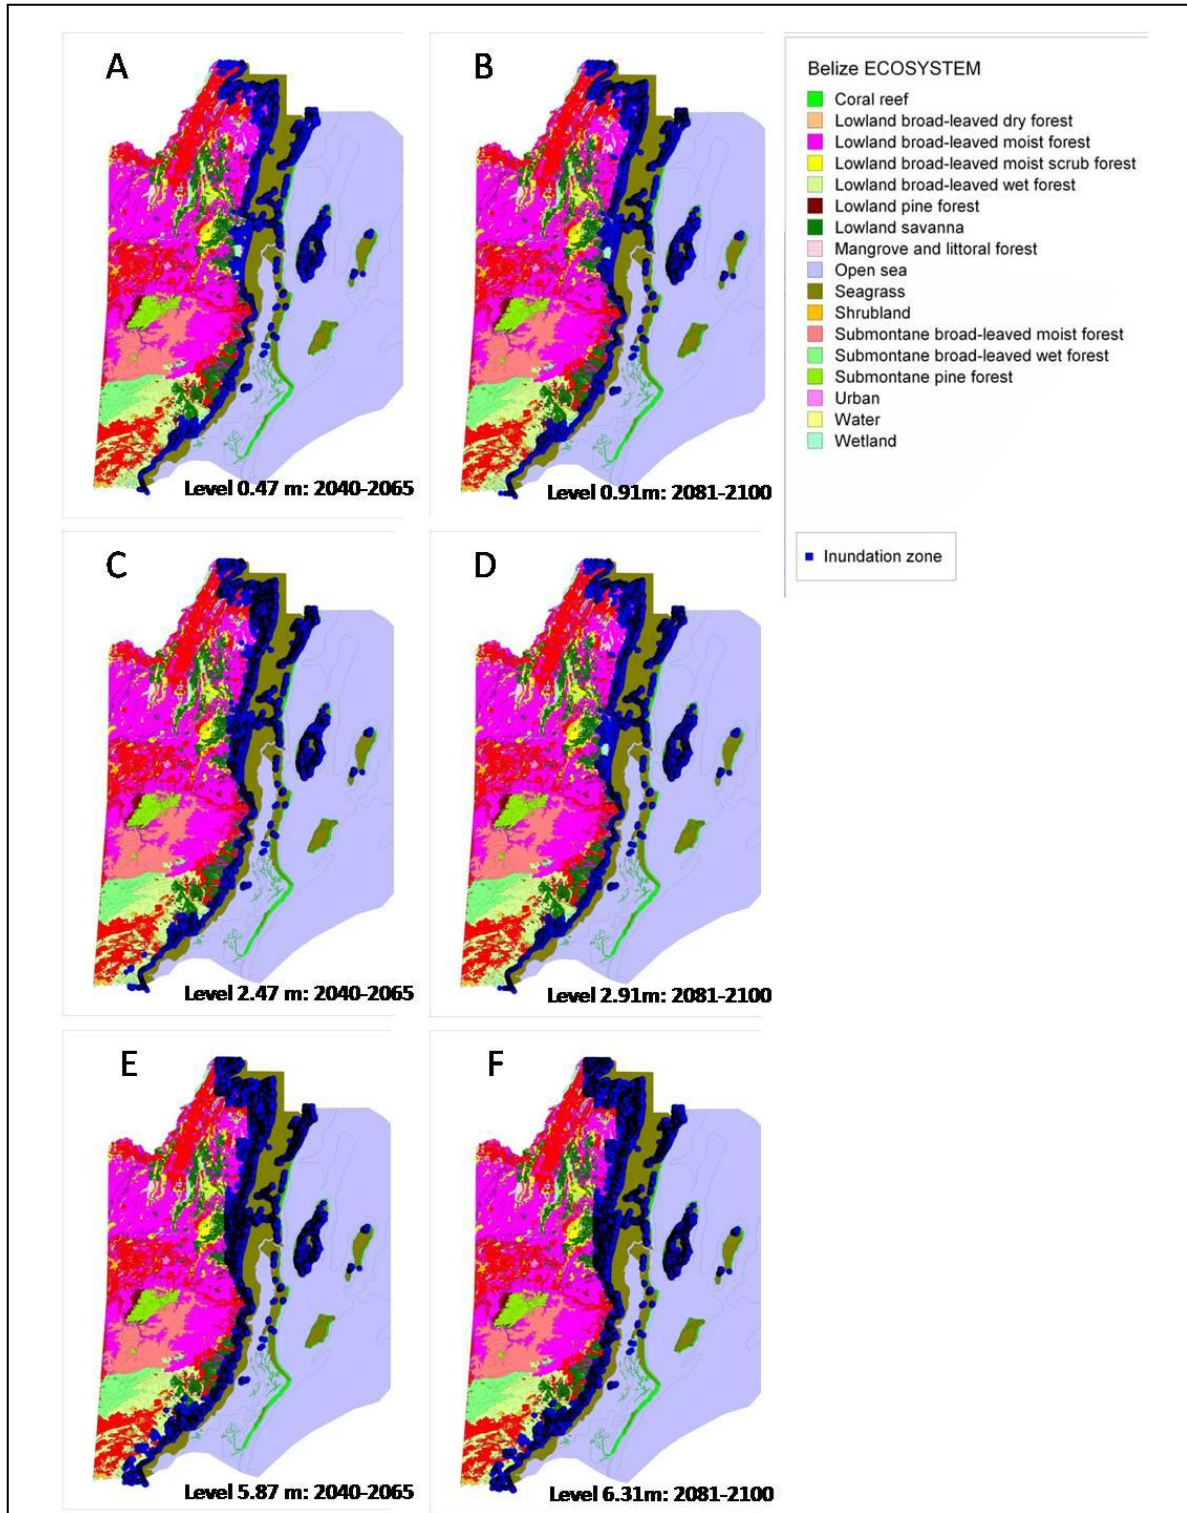 A
B
Belize ECOSYSTEM
Coral reef
Lowland broad-leaved dry forest
Lowland broad-leaved moist forest
Lowland broad-leaved moist scrub forest
Lowland broad-leaved wet forest
Lowland pine forest
Lowland savanna
Mangrove and littoral forest
Open sea
Seagrass
Shrubland
Submontane broad-leaved moist forest
Submontane broad-leaved wet forest
Submontane pine forest
Urban
Water
Wetland
Inundation zone
Level 0.47 m: 2040-2065
Level 0.91m: 2081-2100
C
D
Level 2.47 m: 2040-2065
Level 2.91m: 2081-2100
E
F
Level 5.87 m: 2040-2065
Level 6.31m: 2081-2100